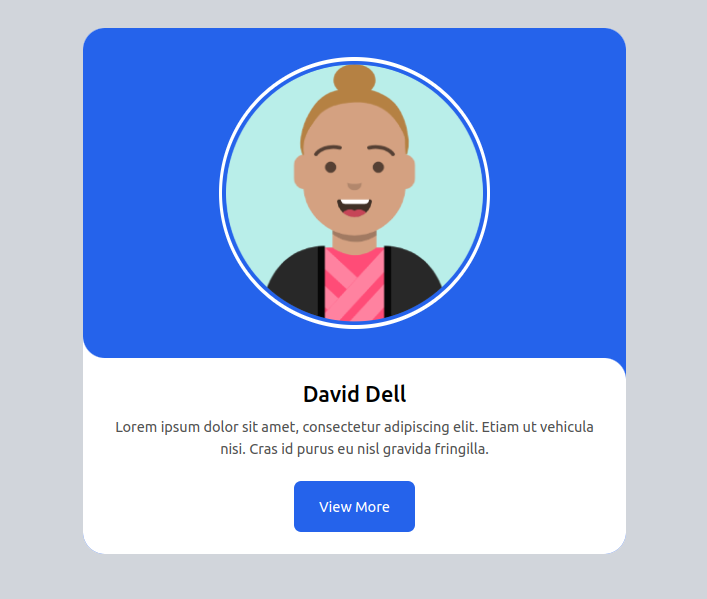 David Dell
Lorem ipsum dolor sit amet, consectetur adipiscing elit. Etiam ut vehicula
nisi. Cras id purus eu nisl gravida fringilla.
View More